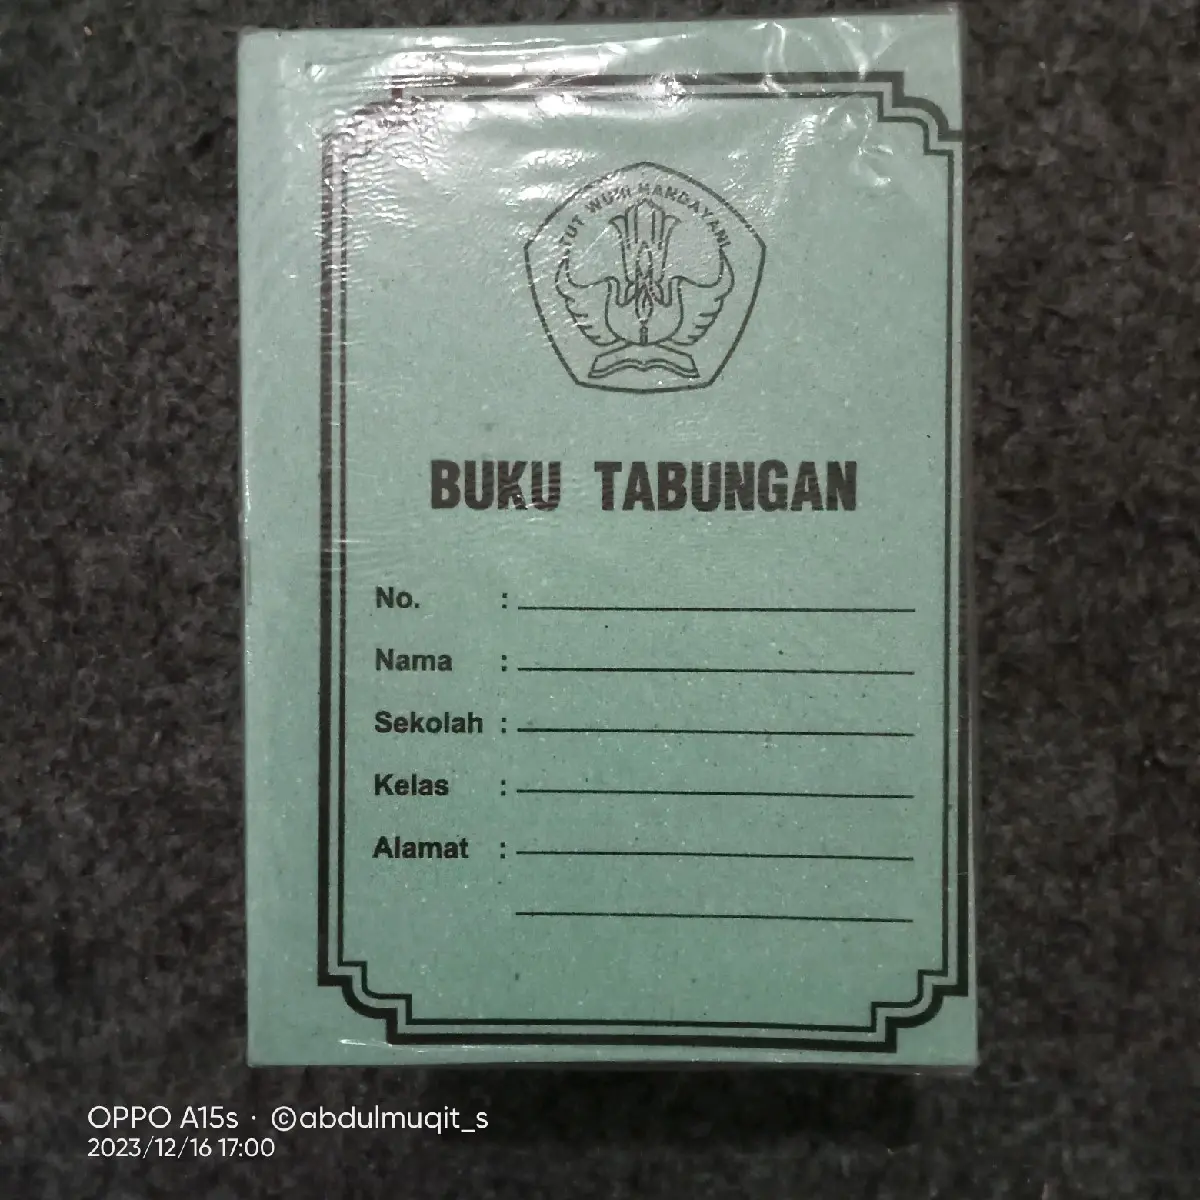 TUT WURI HANDAYANI
BUKU TABUNGAN
No. :
Nama :
Sekolah :
Kelas :
Alamat :
OPPO A15s · ©abdulmuqit_s
2023/12/16 17:00